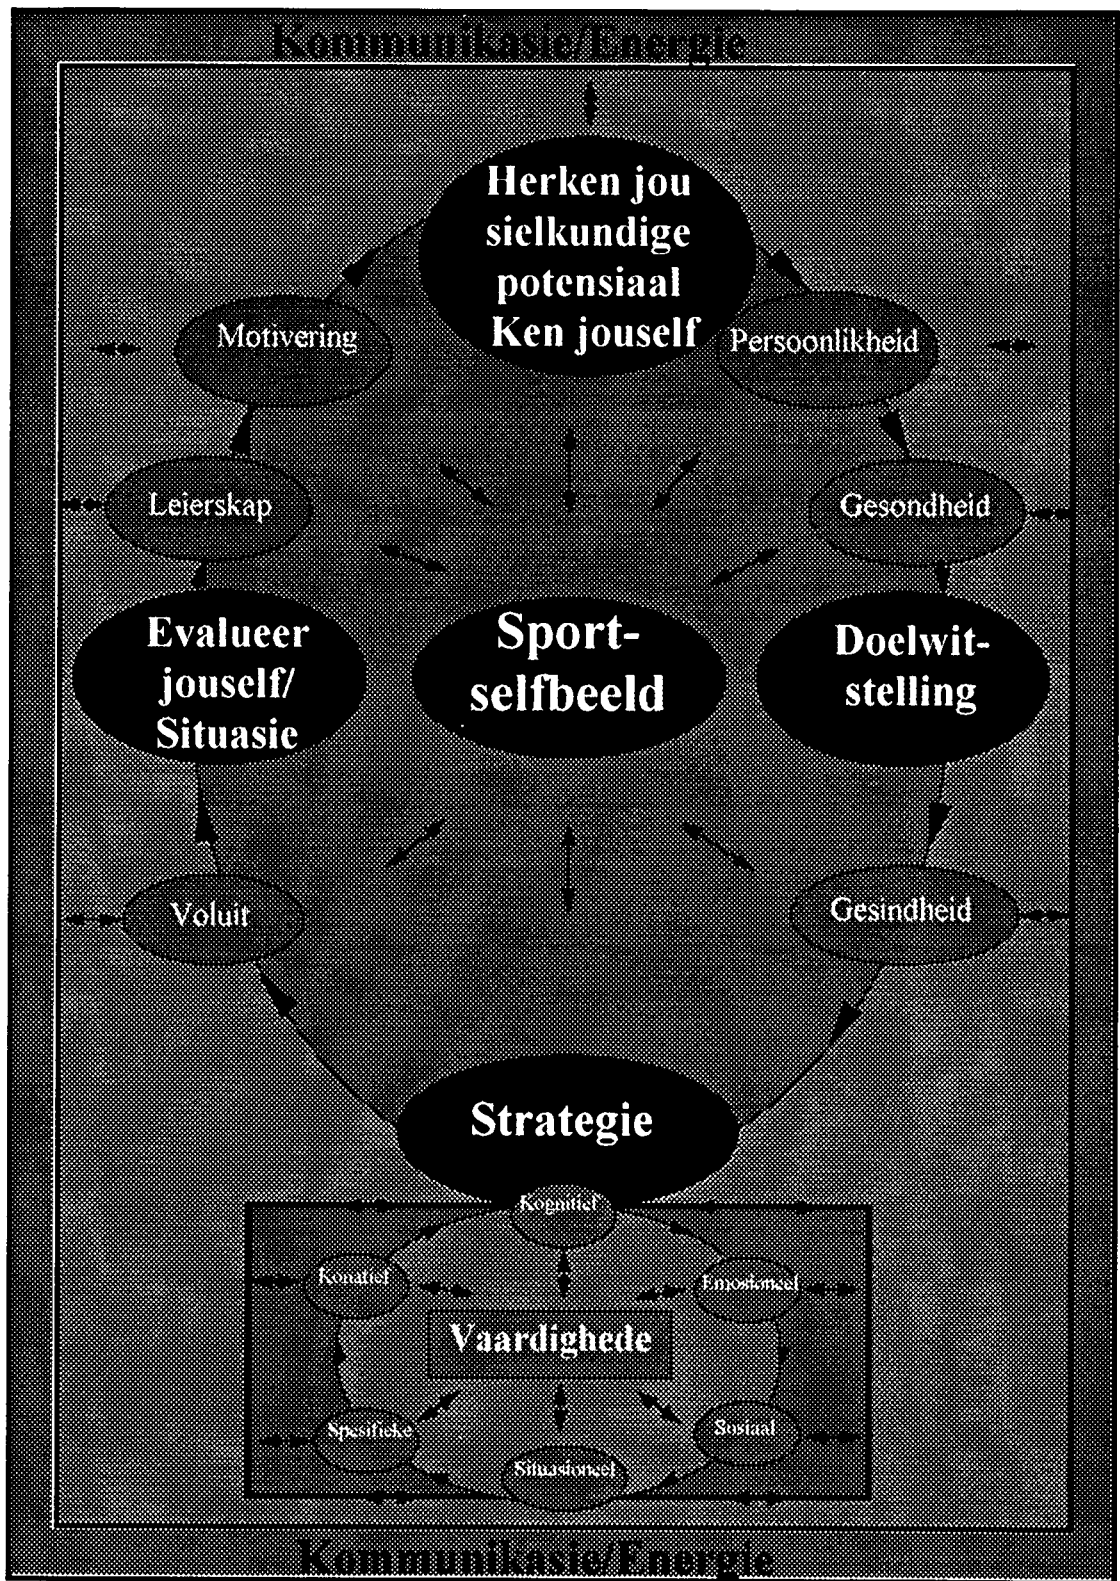 Kommunikasie/Energie
Herken jou
sielkundige
potensiaal
Ken jouself
Motivering
Persoonlikheid
Leierskap
Gesondheid
Evalueer
jouself/
Situasie
Sport-
selfbeeld
Doelwit-
stelling
Voluit
Gesindheid
Strategie
Kognitief
Konatief
Emosioneel
Vaardighede
Spesifieke
Sosiaal
Situasioneel
Kommunikasie/Energie